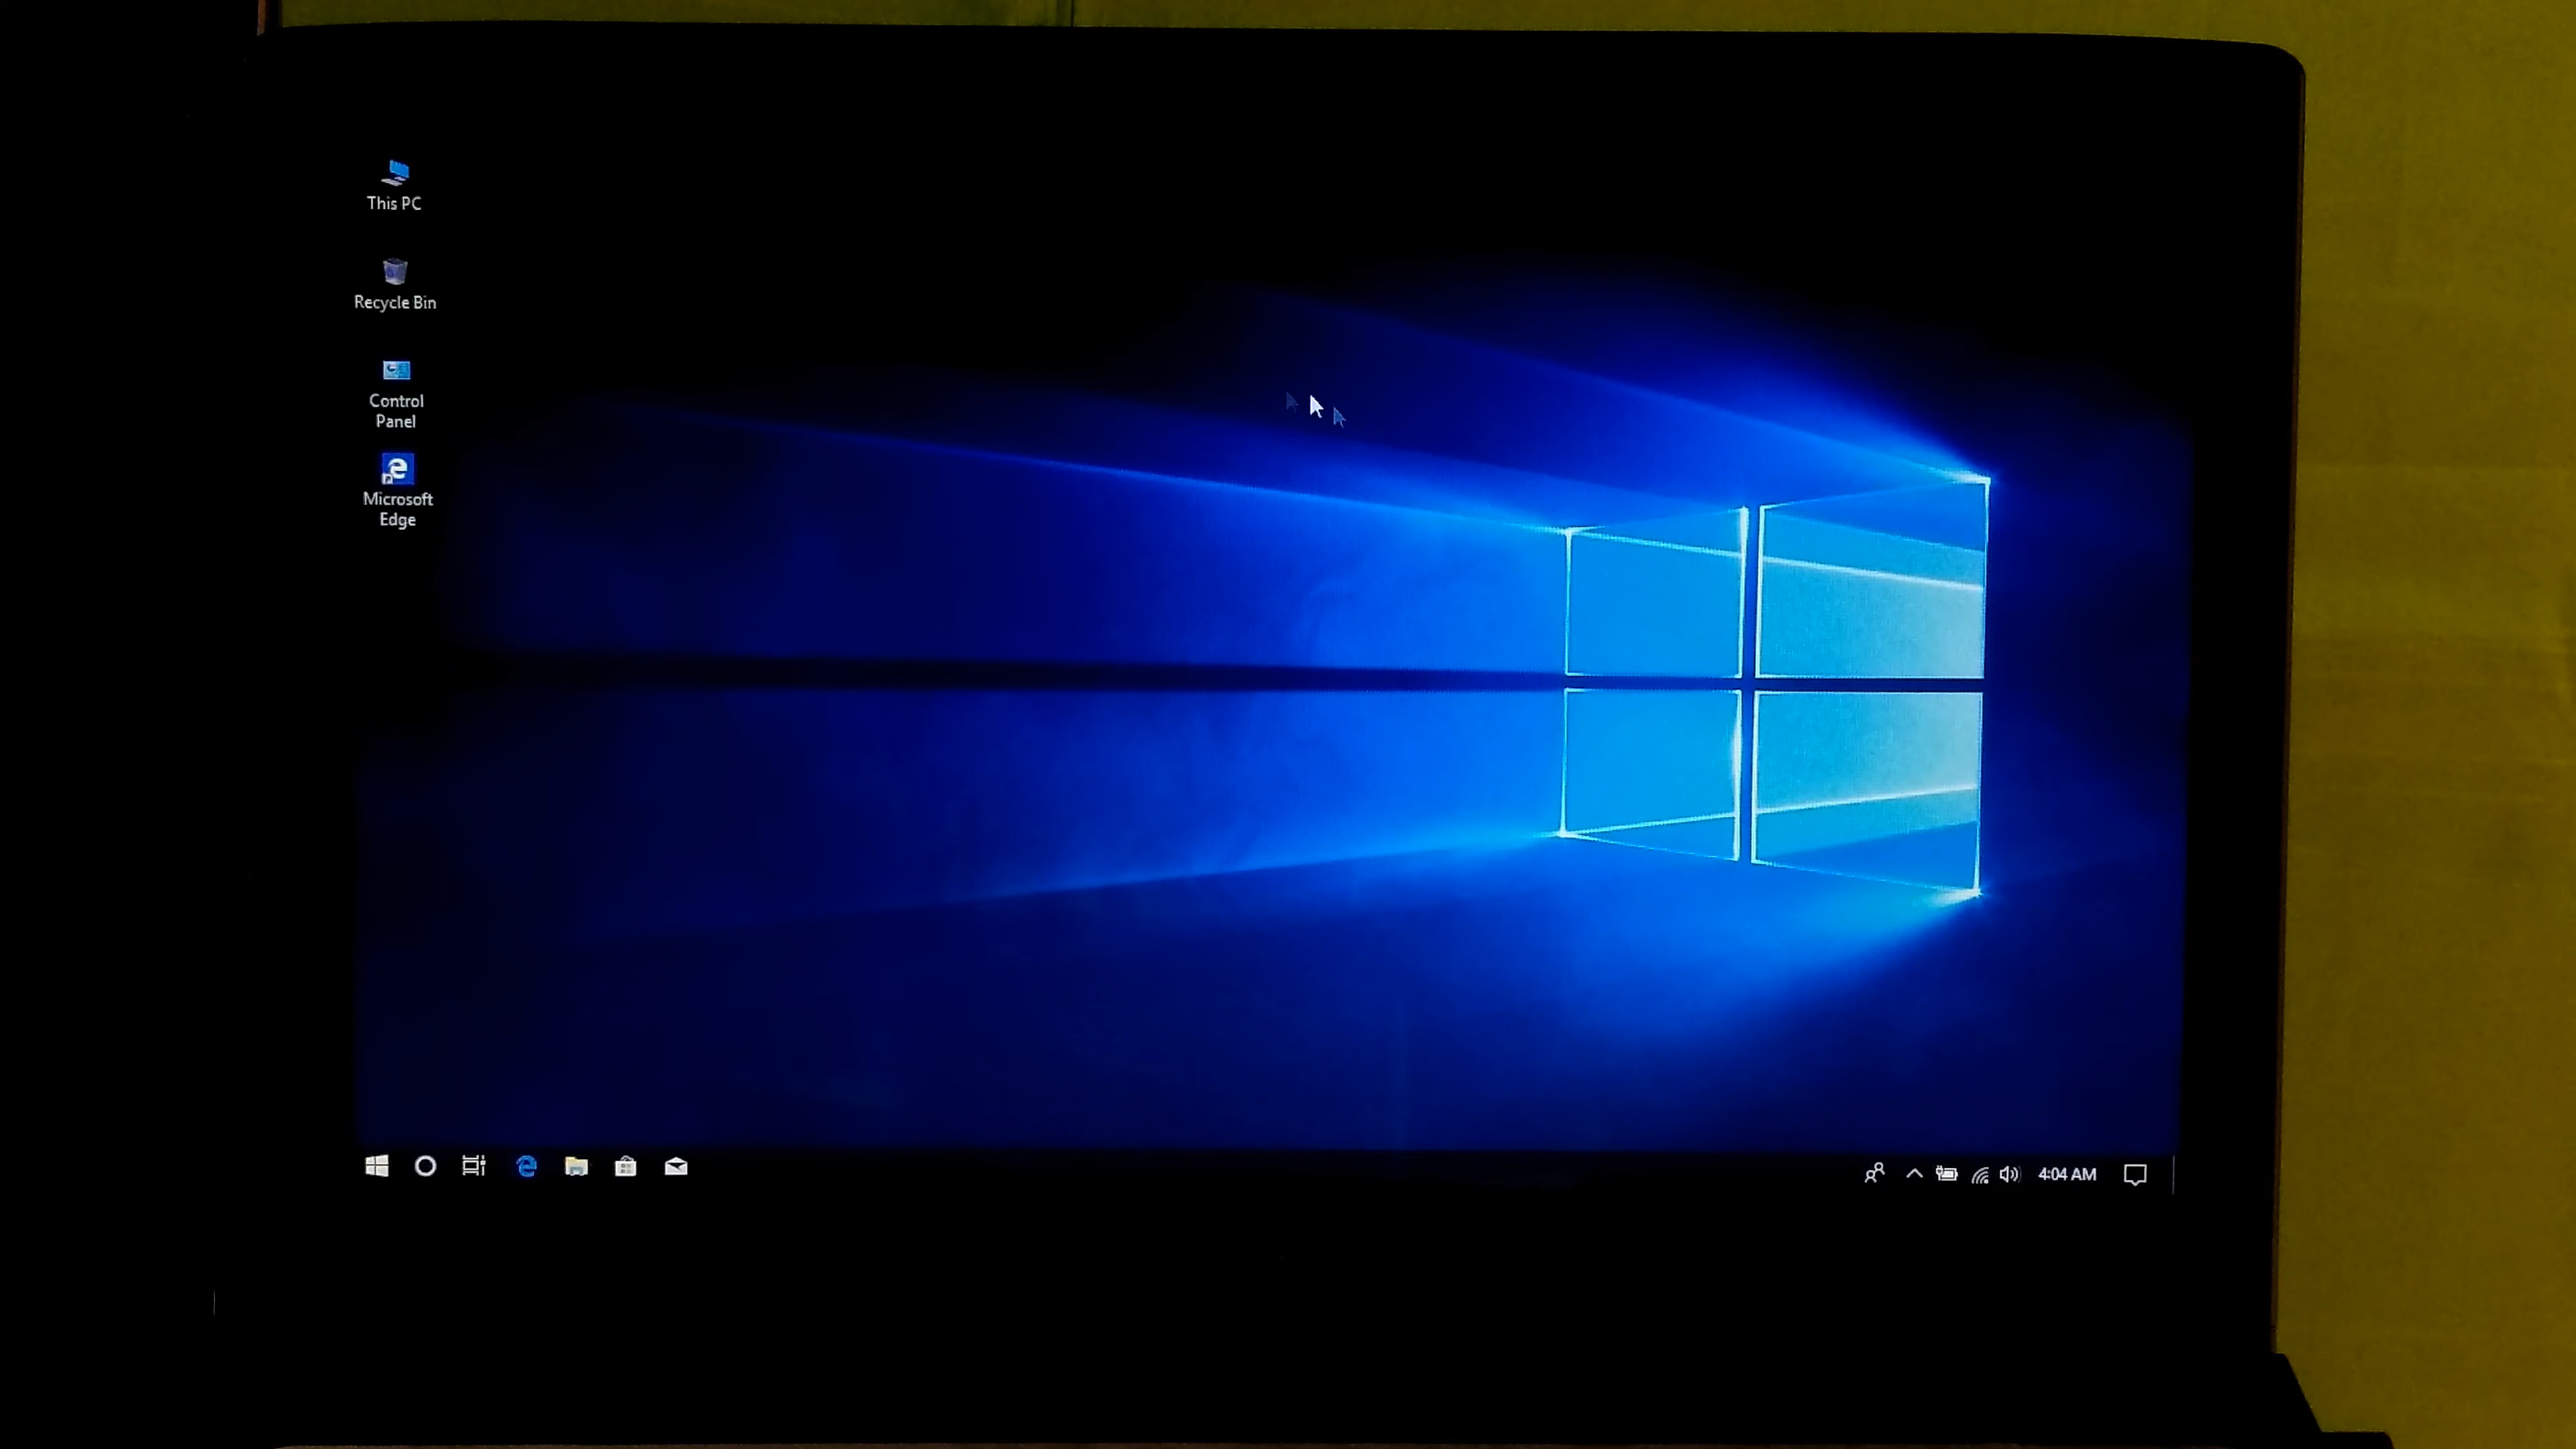 This PC
Recycle Bin
Control
Panel
Microsoft
Edge
4:04 AM